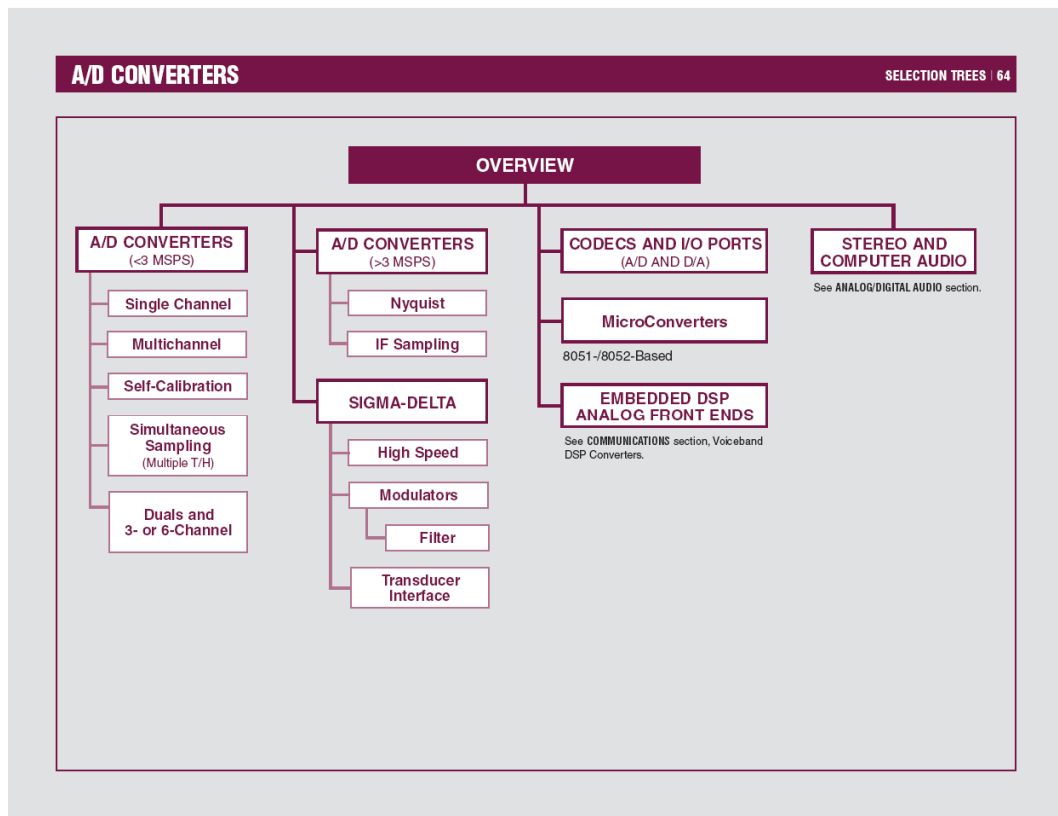 A/D CONVERTERS
SELECTION TREES | 64
OVERVIEW
A/D CONVERTERS
(<3 MSPS)
Single Channel
Multichannel
Self-Calibration
Simultaneous
Sampling
(Multiple T/H)
Duals and
3- or 6-Channel
A/D CONVERTERS
(>3 MSPS)
Nyquist
IF Sampling
SIGMA-DELTA
High Speed
Modulators
Filter
Transducer
Interface
CODECS AND I/O PORTS
(A/D AND D/A)
MicroConverters
8051-/8052-Based
EMBEDDED DSP
ANALOG FRONT ENDS
See COMMUNICATIONS section, Voiceband
DSP Converters.
STEREO AND
COMPUTER AUDIO
See ANALOG/DIGITAL AUDIO section.